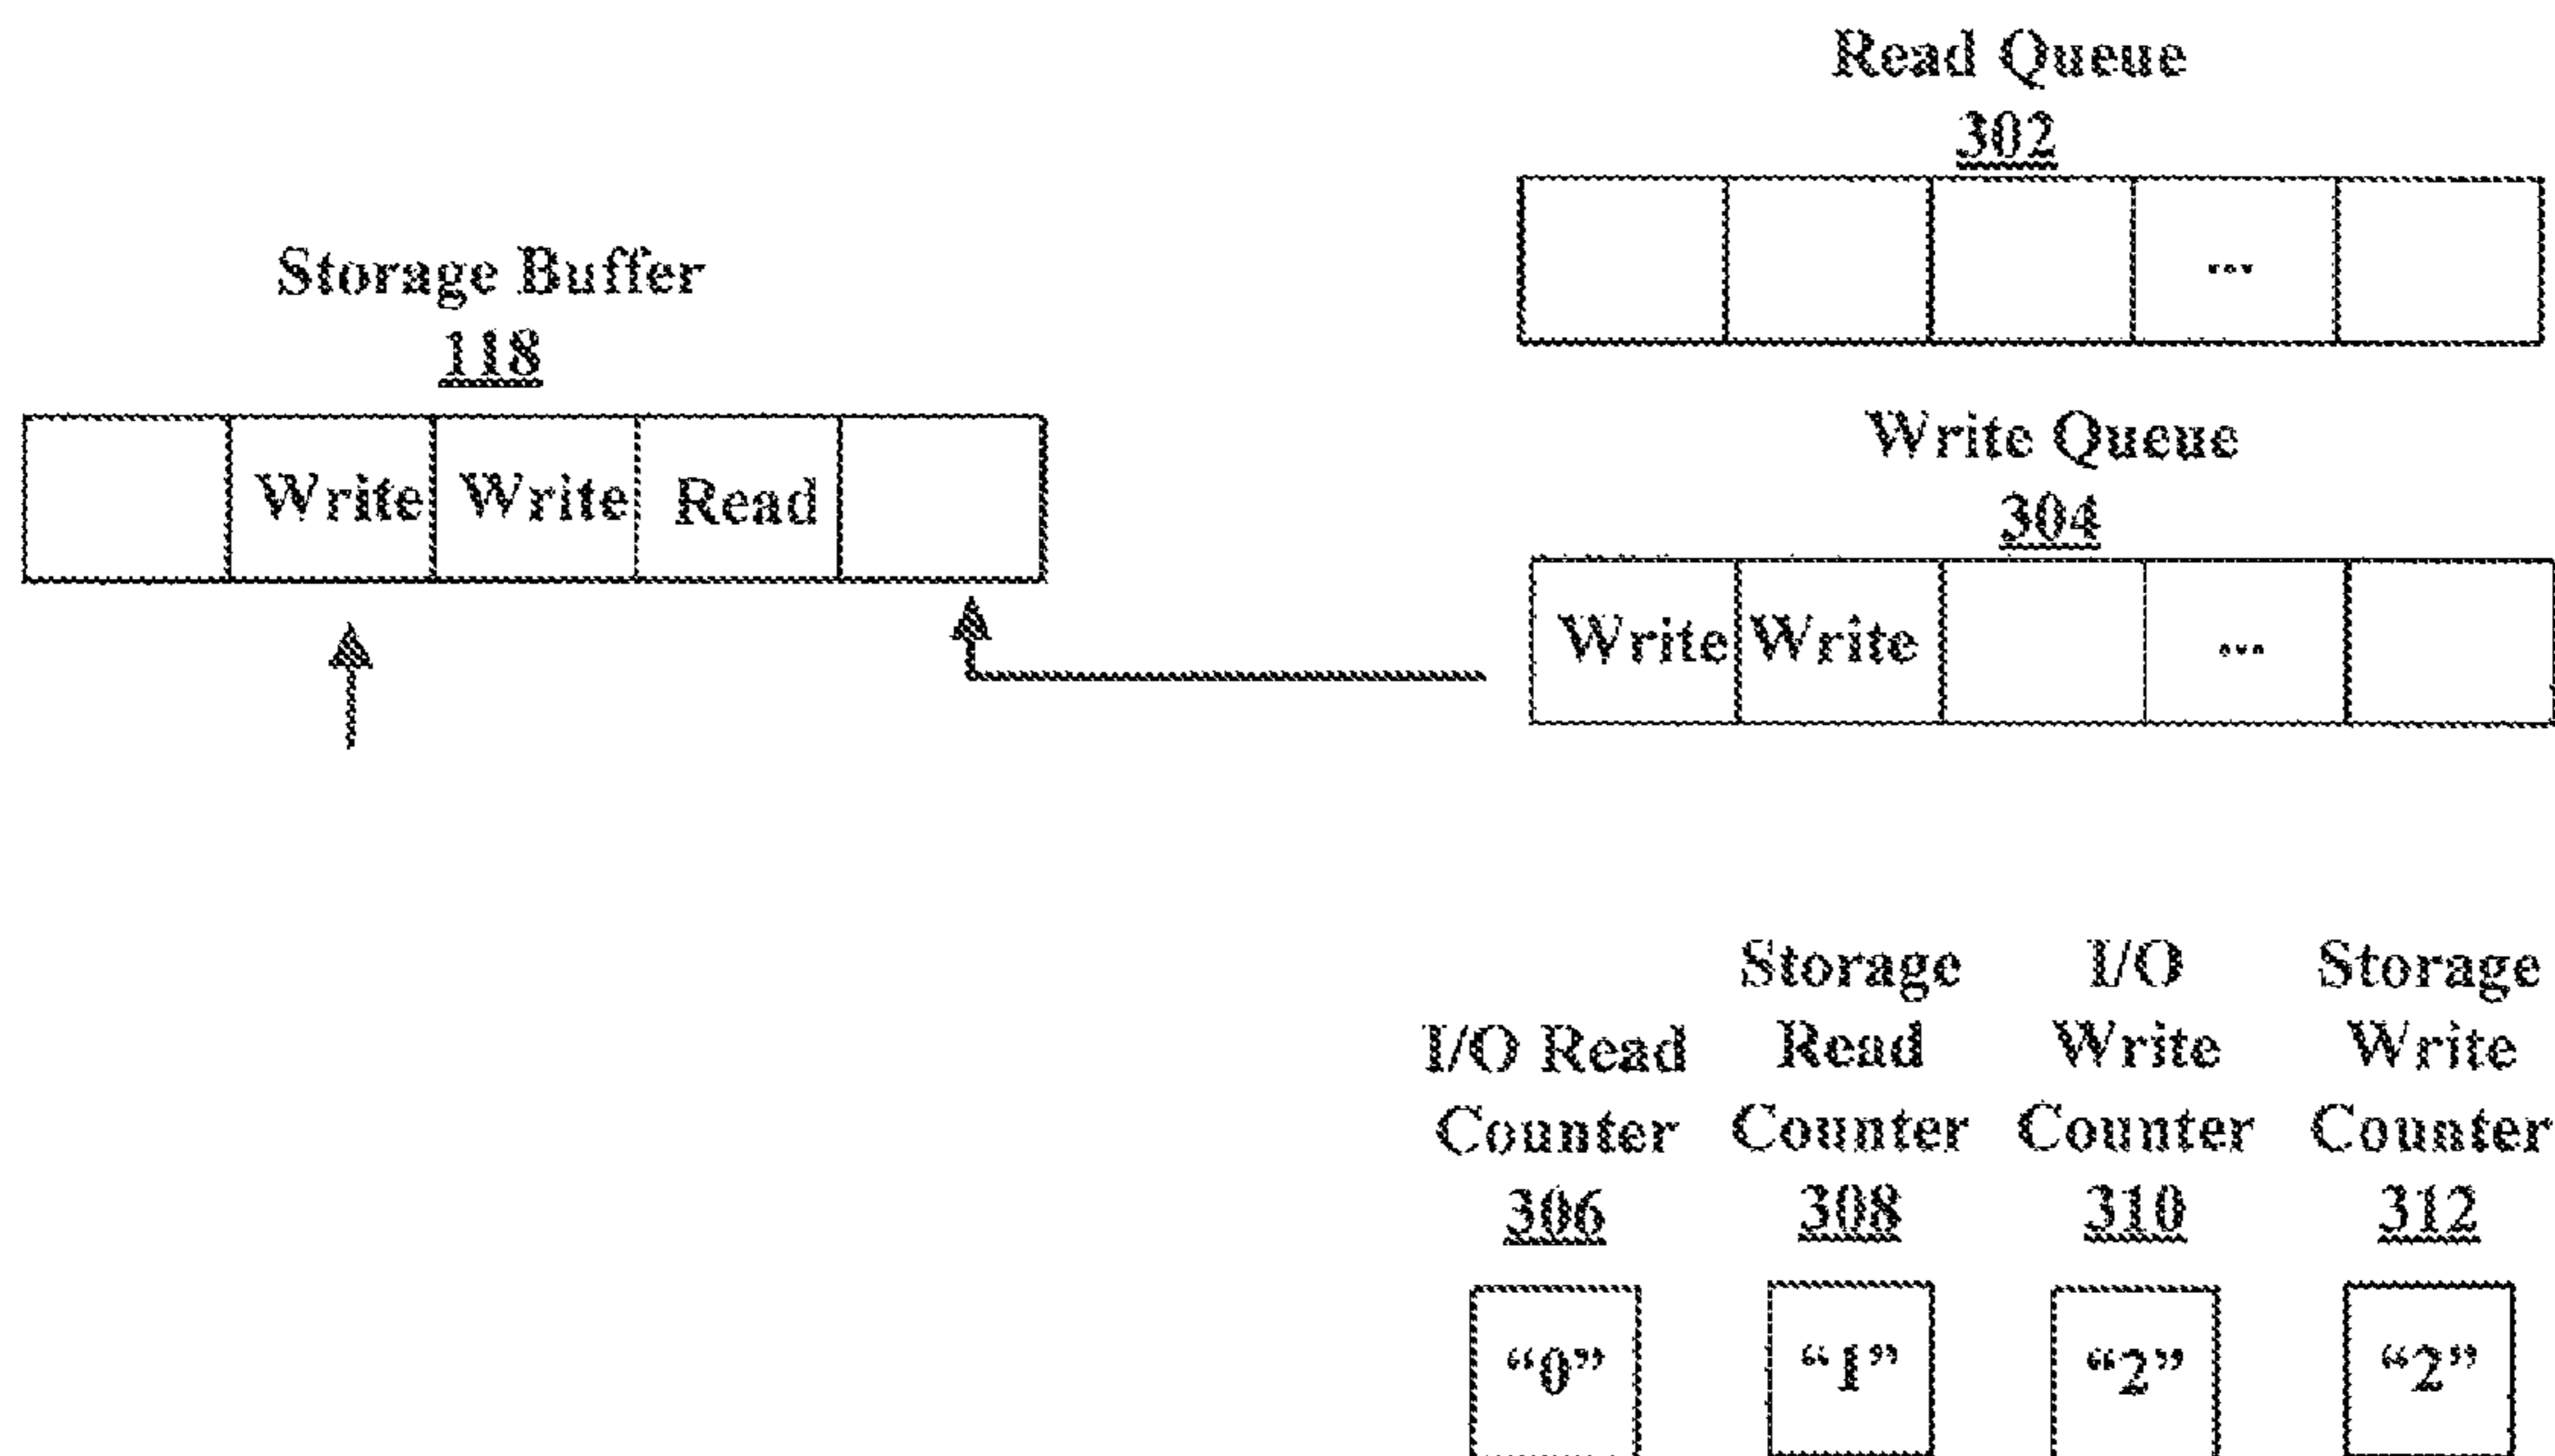 Read Queue
302
...
Storage Buffer
118
Write Write Read
Write Queue
304
Write Write ...
I/O Read
Counter
306
"0"
Storage
Read
Counter
308
"1"
I/O
Write
Counter
310
"2"
Storage
Write
Counter
312
"2"